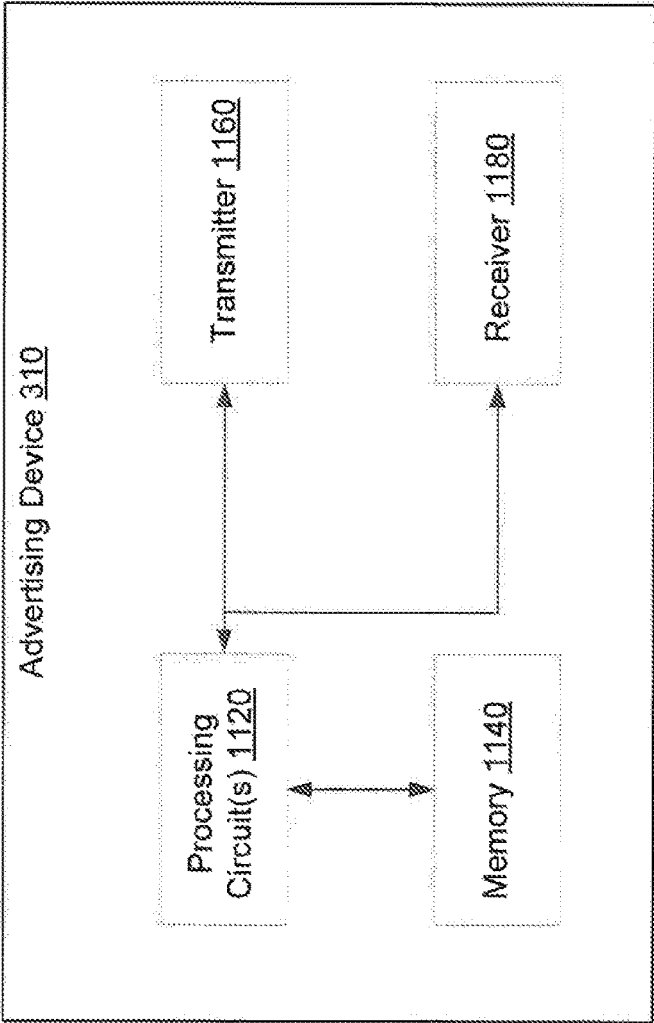 Advertising Device 310
Processing
Circuit(s) 1120
Transmitter 1160
Memory 1140
Receiver 1180